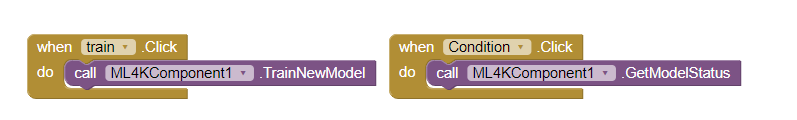 when train .Click
do call ML4KComponent1 .TrainNewModel
when Condition .Click
do call ML4KComponent1 .GetModelStatus